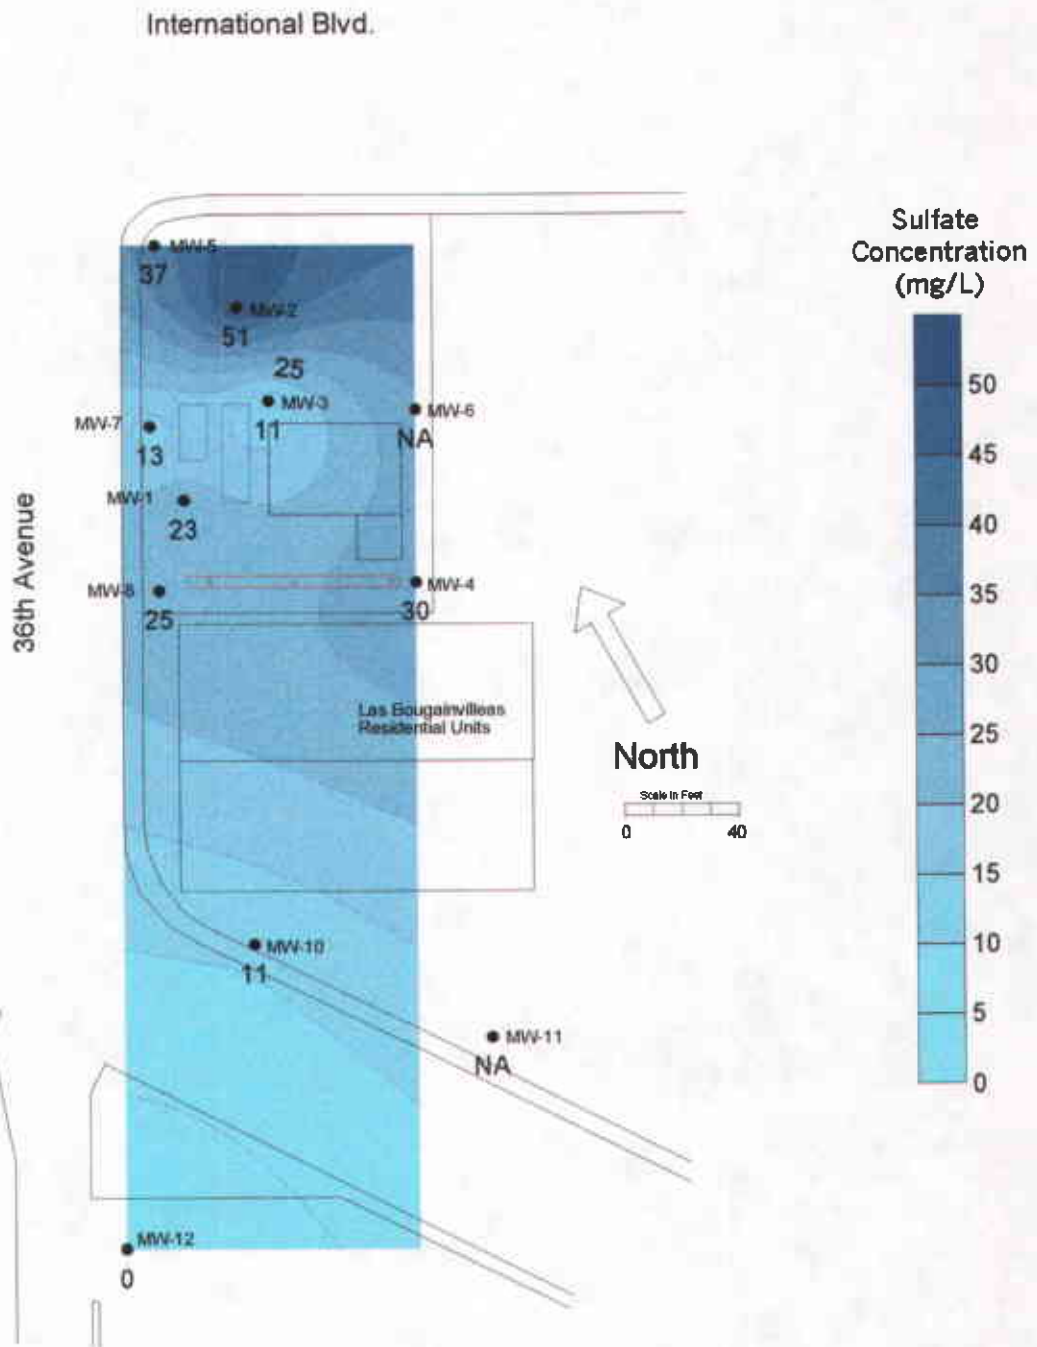 International Blvd.
Sulfate
Concentration
(mg/L)
MW-5
37
MW-2
51
25
MW-3
11
MW-6
NA
MW-7
13
MW-1
23
MW-8
25
MW-4
30
36th Avenue
Las Bougainvilleas
Residential Units
North
Scale in Feet
0 40
MW-10
11
MW-11
NA
MW-12
0
50
45
40
35
30
25
20
15
10
5
0